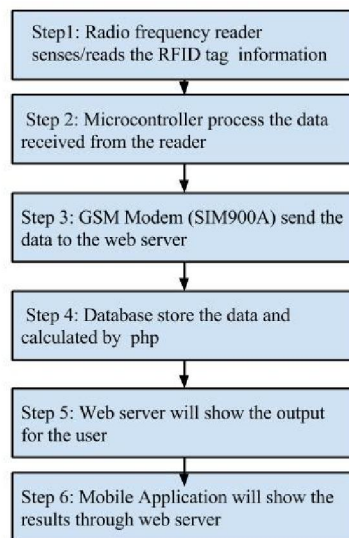 Step1: Radio frequency reader
senses/reads the RFID tag information
Step 2: Microcontroller process the data
received from the reader
Step 3: GSM Modem (SIM900A) send the
data to the web server
Step 4: Database store the data and
calculated by php
Step 5: Web server will show the output
for the user
Step 6: Mobile Application will show the
results through web server